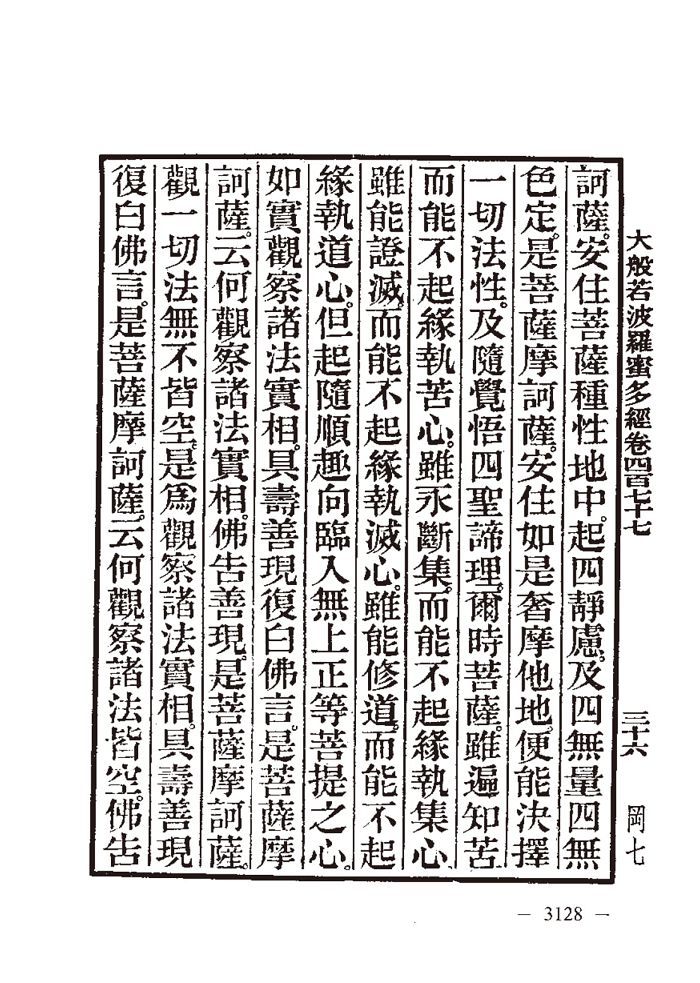 大般若波羅蜜多經卷四百七十七
三十六
岡七
訶薩。安住菩薩種性地中。起四靜慮。及四無量四無
色定。是菩薩摩訶薩。安住如是奢摩他地。便能決擇
一切法性。及隨覺悟四聖諦理。爾時菩薩。雖遍知苦
而能不起緣執苦心。雖永斷集。而能不起緣執集心。
雖能證滅。而能不起緣執滅心。雖能修道。而能不起
緣執道心。但起隨順趣向臨入無上正等菩提之心。
如實觀察諸法實相。具壽善現復白佛言。是菩薩摩
訶薩。云何觀察諸法實相。佛告善現。是菩薩摩訶薩。
觀一切法無不皆空。是為觀察諸法實相。具壽善現
復白佛言。是菩薩摩訶薩。云何觀察諸法皆空。佛告
— 3128 —